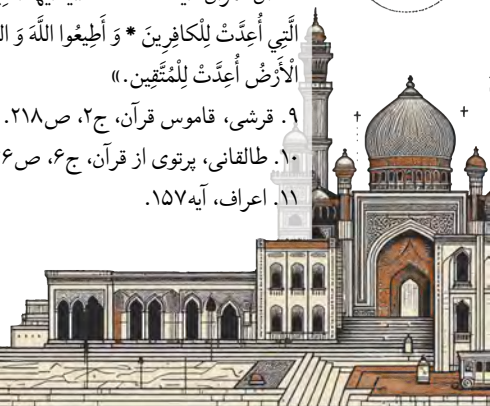 الَّتِي أُعِدَّتْ لِلْكافِرِينَ * وَ أَطِيعُوا اللَّهَ وَ
الْأَرْضُ أُعِدَّتْ لِلْمُتَّقِين.»
۹. قرشی، قاموس قرآن، ج۲، ص۲۱۸.
۱۰. طالقانی، پرتوی از قرآن، ج۶، ص۶
۱۱. اعراف، آیه۱۵۷.